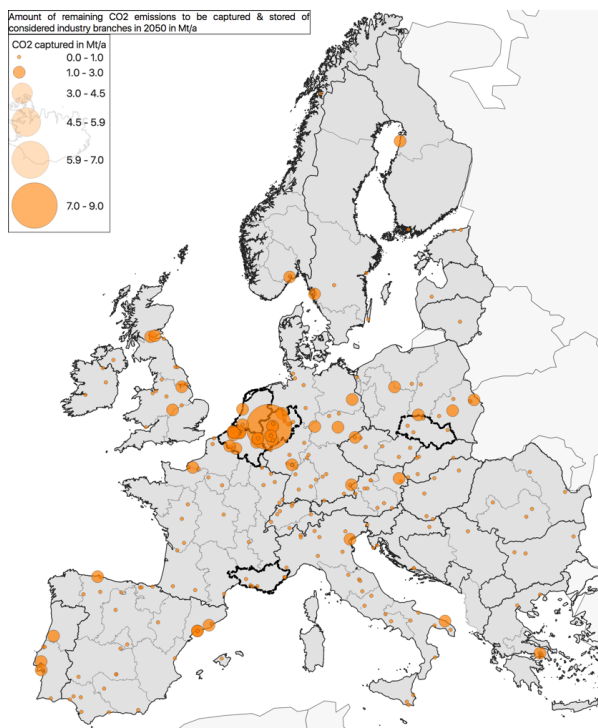 Amount of remaining CO2 emissions to be captured & stored of
considered industry branches in 2050 in Mt/a
CO2 captured in Mt/a
0.0 - 1.0
1.0 - 3.0
3.0 - 4.5
4.5 - 5.9
5.9 - 7.0
7.0 - 9.0